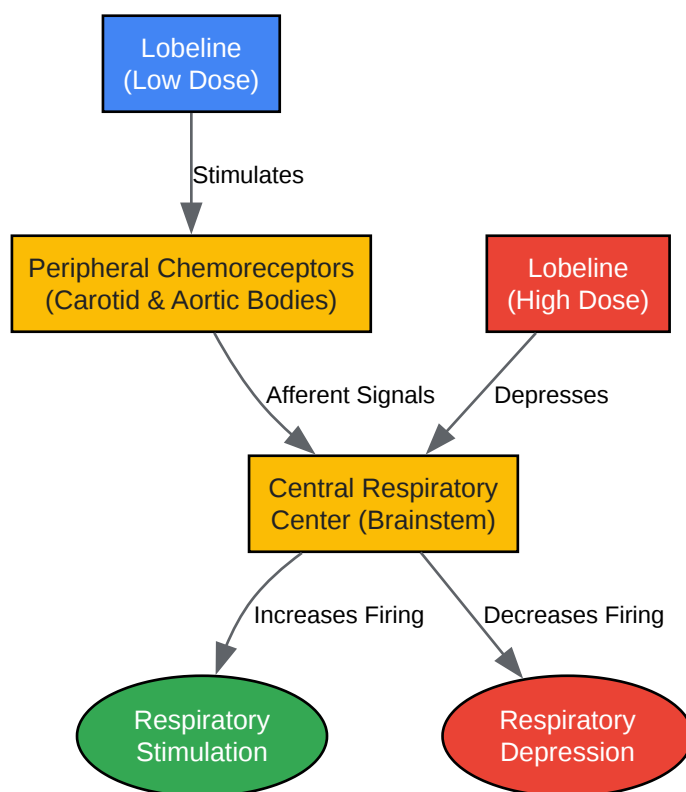 Lobeline
(Low Dose)
Stimulates
Peripheral Chemoreceptors
(Carotid & Aortic Bodies)
Lobeline
(High Dose)
Afferent Signals
Depresses
Central Respiratory
Center (Brainstem)
Increases Firing
Decreases Firing
Respiratory
Stimulation
Respiratory
Depression